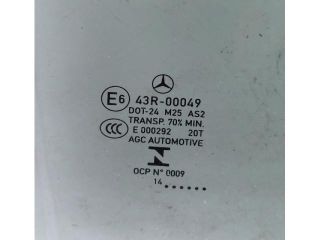 E6 43R-00049
DOT-24 M25 AS2
TRANSP. 70% MIN.
CCC E 000292 20T
AGC AUTOMOTIVE
N
OCP N° 0009
14 ......